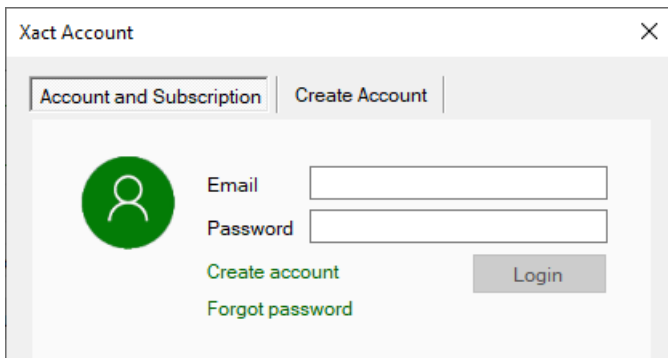 Xact Account
Account and Subscription
Create Account
Email
Password
Create account
Login
Forgot password